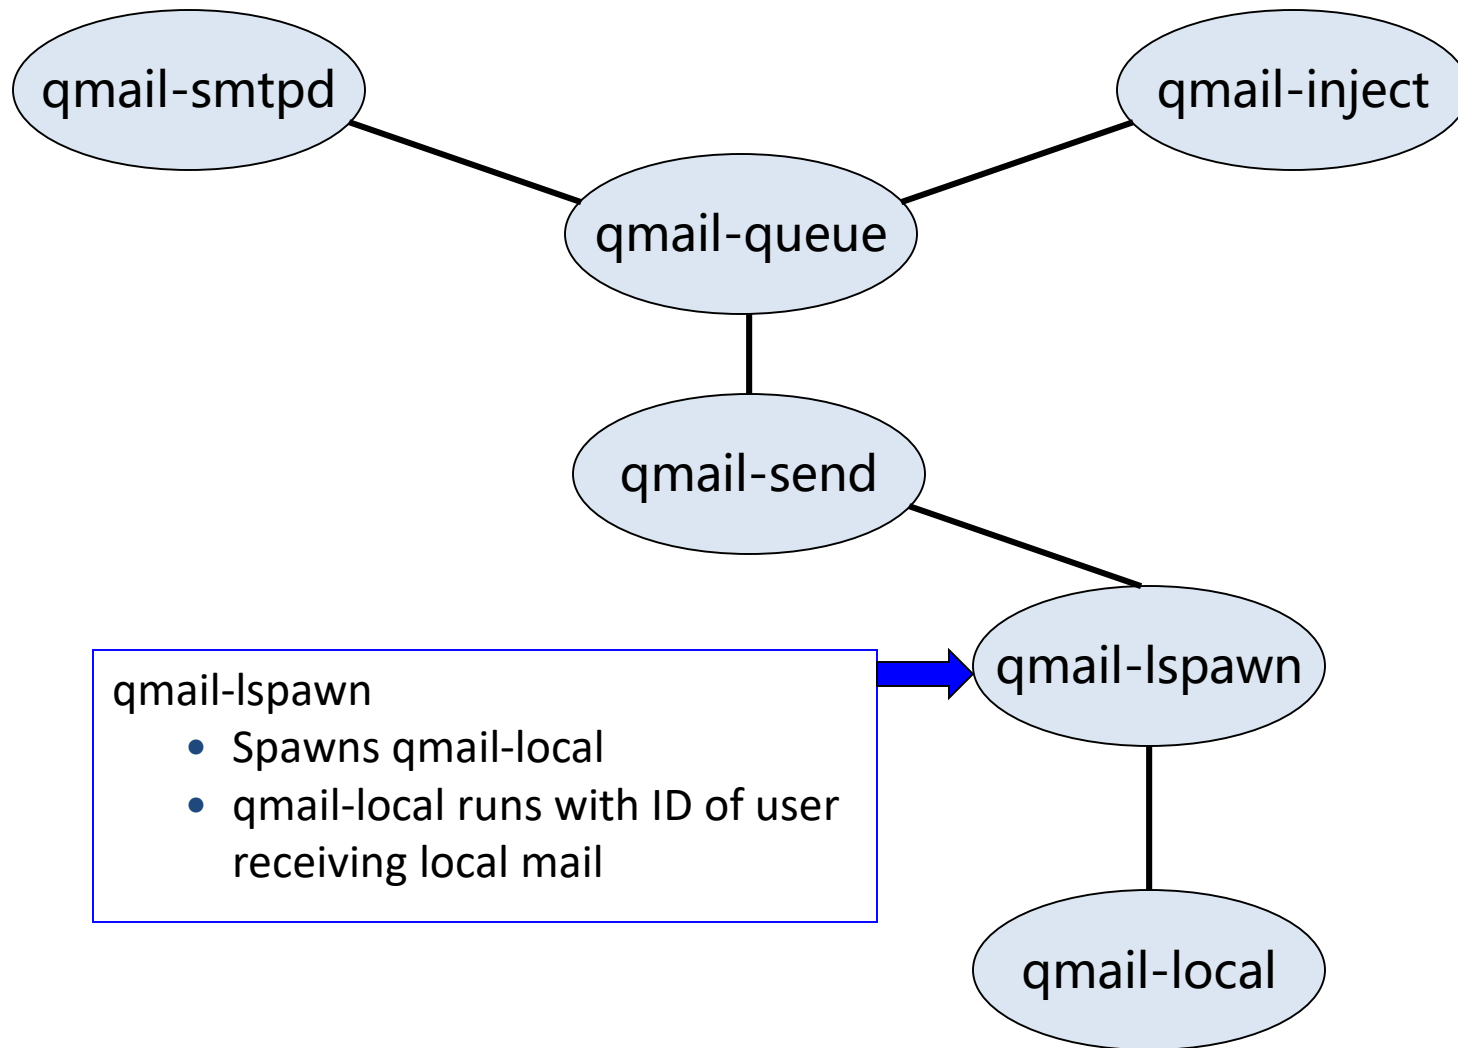 qmail-smtpd
qmail-inject
qmail-queue
qmail-send
qmail-lspawn
qmail-lspawn
• Spawns qmail-local
• qmail-local runs with ID of user
receiving local mail
qmail-local